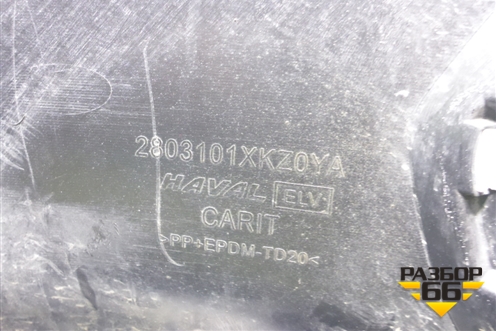 2803101XKZ0YA
HAVAL ELV
CARIT
>PP+EPDM-TD20<
РАЗБОР
66